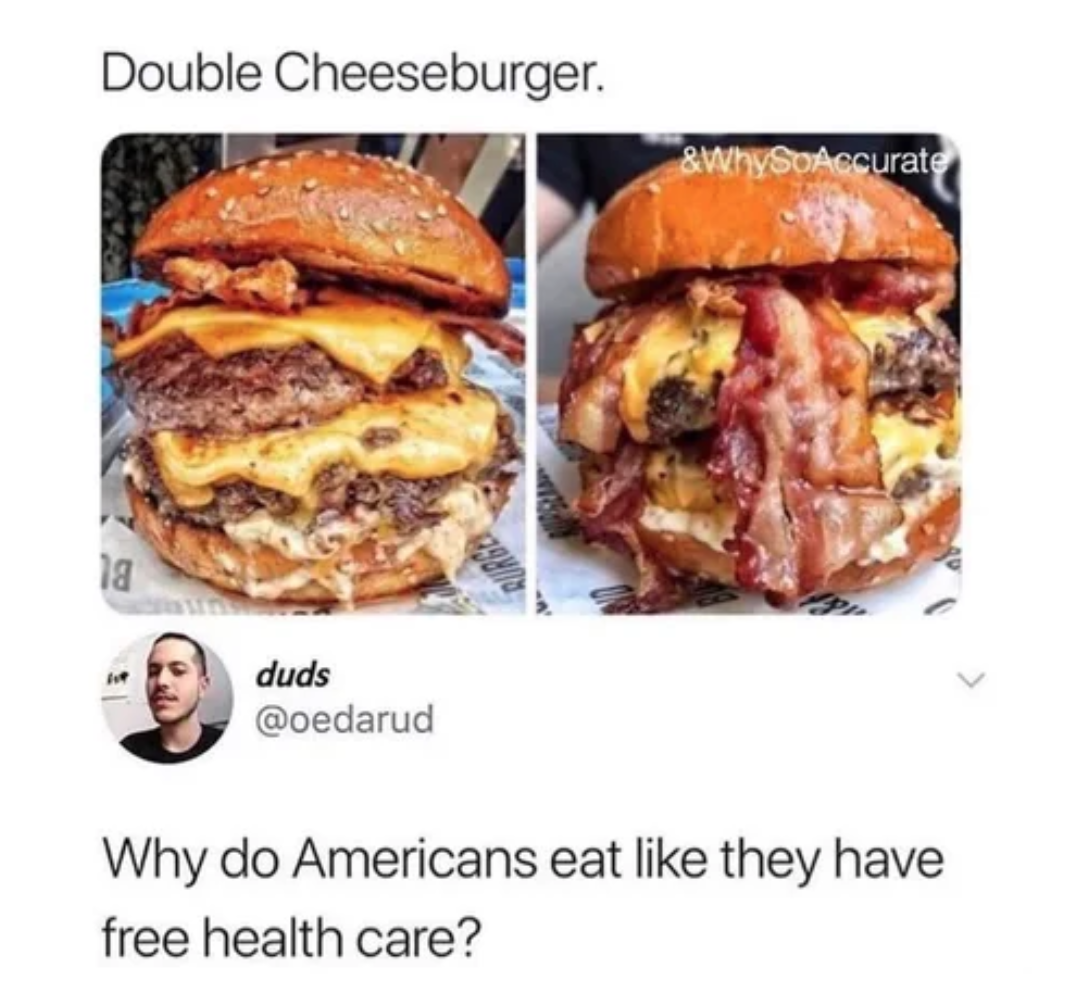 Double Cheeseburger.
&WhySoAccurate
duds
@oedarud
Why do Americans eat like they have
free health care?